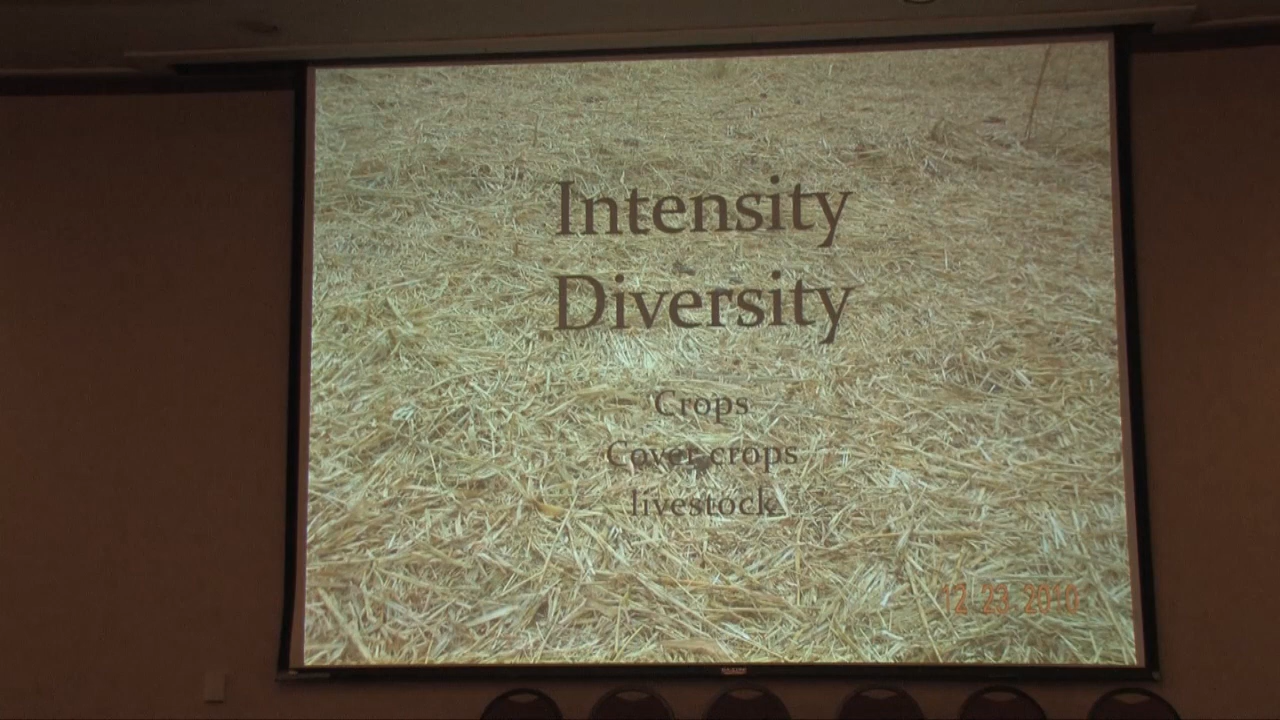 Intensity
Diversity
Crops
Cover crops
livestock
12 23 2010